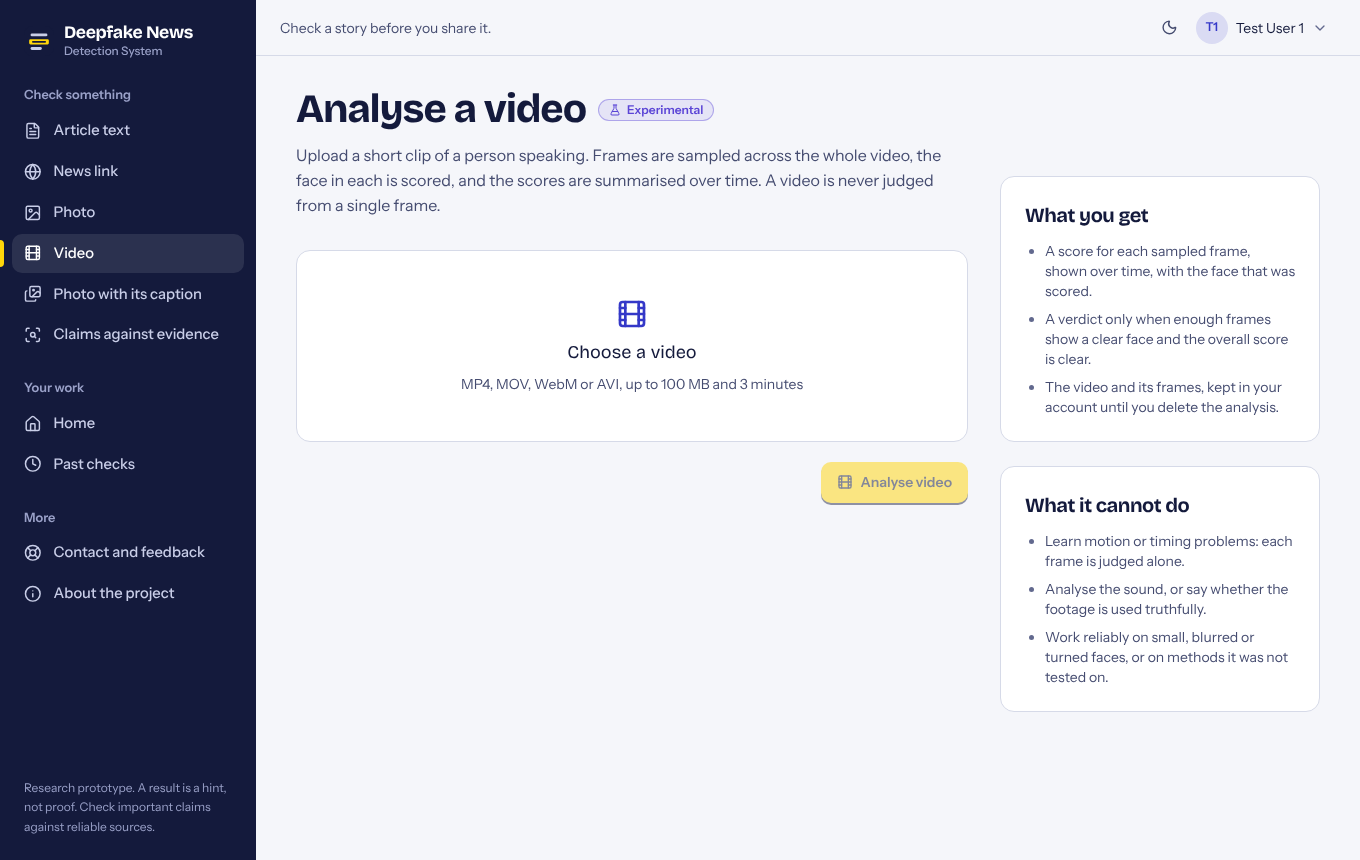 Deepfake News
Detection System
Check something
Article text
News link
Photo
Video
Photo with its caption
Claims against evidence
Your work
Home
Past checks
More
Contact and feedback
About the project
Research prototype. A result is a hint,
not proof. Check important claims
against reliable sources.
Check a story before you share it.
T1
Test User 1
Analyse a video
Experimental
Upload a short clip of a person speaking. Frames are sampled across the whole video, the
face in each is scored, and the scores are summarised over time. A video is never judged
from a single frame.
Choose a video
MP4, MOV, WebM or AVI, up to 100 MB and 3 minutes
Analyse video
What you get
A score for each sampled frame,
shown over time, with the face that was
scored.
A verdict only when enough frames
show a clear face and the overall score
is clear.
The video and its frames, kept in your
account until you delete the analysis.
What it cannot do
Learn motion or timing problems: each
frame is judged alone.
Analyse the sound, or say whether the
footage is used truthfully.
Work reliably on small, blurred or
turned faces, or on methods it was not
tested on.